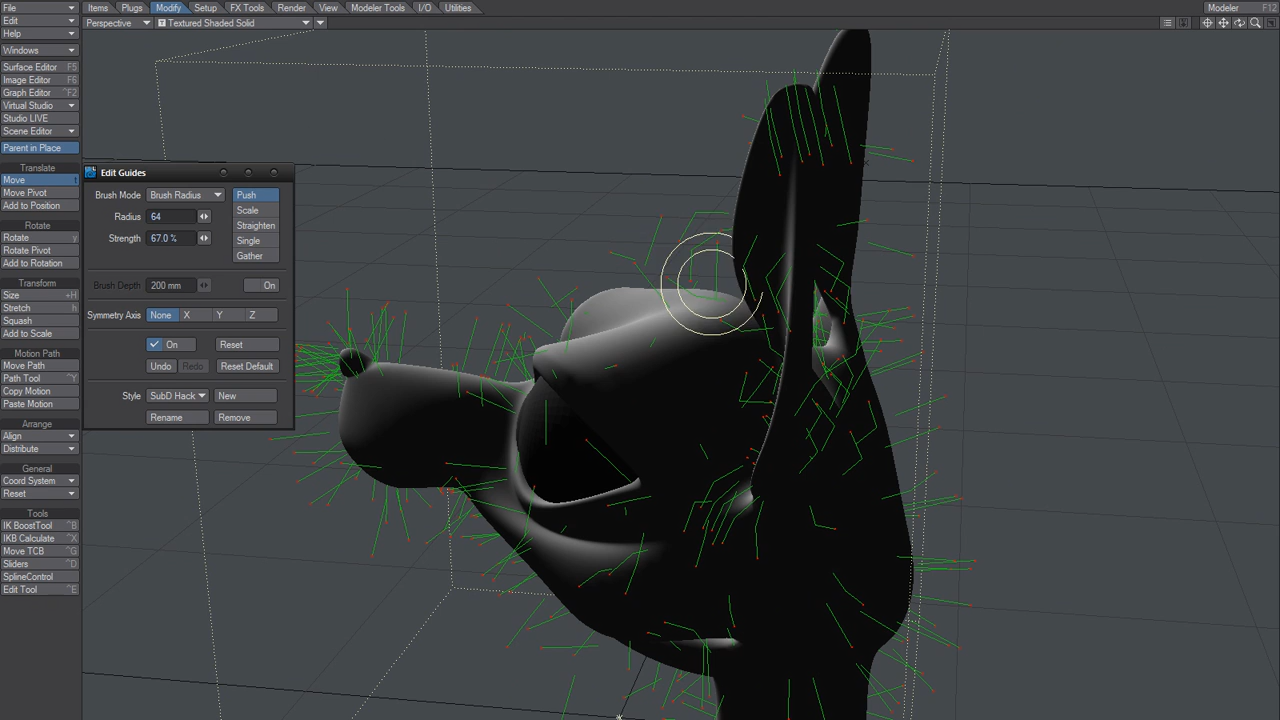 File
Items
Plugs
Modify
Setup
FX Tools
Render
View
Modeler Tools
I/O
Utilities
Modeler F12
Edit
Help
Perspective
Textured Shaded Solid
Windows
Surface Editor F5
Image Editor F6
Graph Editor ^F2
Virtual Studio
Studio LIVE
Scene Editor
Parent in Place
Translate
Move t
Move Pivot
Add to Position
Rotate
Rotate y
Rotate Pivot
Add to Rotation
Transform
Size +H
Stretch h
Squash
Add to Scale
Motion Path
Move Path
Path Tool ^Y
Copy Motion
Paste Motion
Arrange
Align
Distribute
General
Coord System
Reset
Tools
IK BoostTool ^B
IKB Calculate ^X
Move TCB ^G
Sliders ^D
SplineControl
Edit Tool ^E
Edit Guides
Brush Mode Brush Radius Push
Radius 64 Scale
Straighten
Strength 67.0 % Single
Gather
Brush Depth 200 mm On
Symmetry Axis None X Y Z
On Reset
Undo Redo Reset Default
Style SubD Hack New
Rename Remove